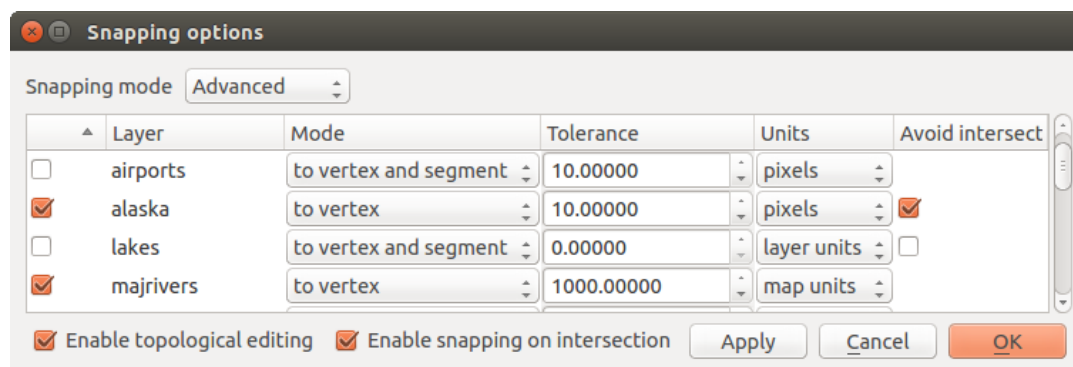 Snapping options
Snapping mode Advanced
Layer Mode Tolerance Units Avoid intersect
airports to vertex and segment 10.00000 pixels
alaska to vertex 10.00000 pixels
lakes to vertex and segment 0.00000 layer units
majrivers to vertex 1000.00000 map units
Enable topological editing Enable snapping on intersection Apply Cancel OK